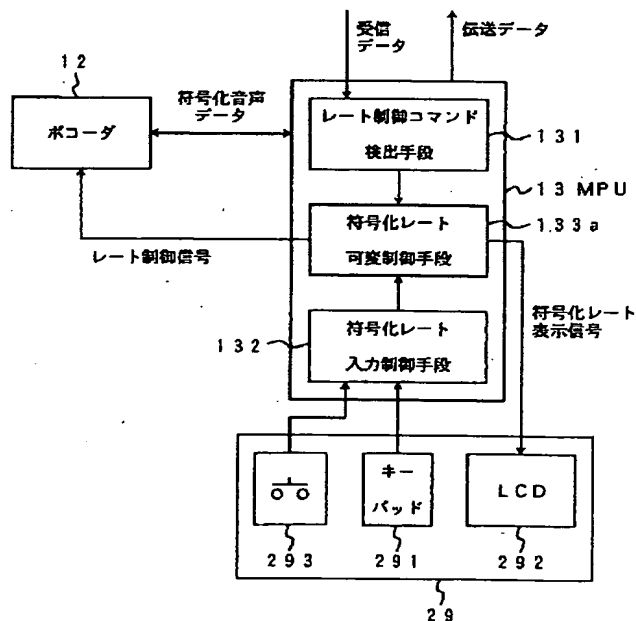 受信
データ
伝送データ
12
符号化音声
データ
ボコーダ
レート制御コマンド
検出手段
131
13 MPU
符号化レート
可変制御手段
133a
レート制御信号
符号化レート
表示信号
132
符号化レート
入力制御手段
キー
パッド
LCD
293
291
292
29